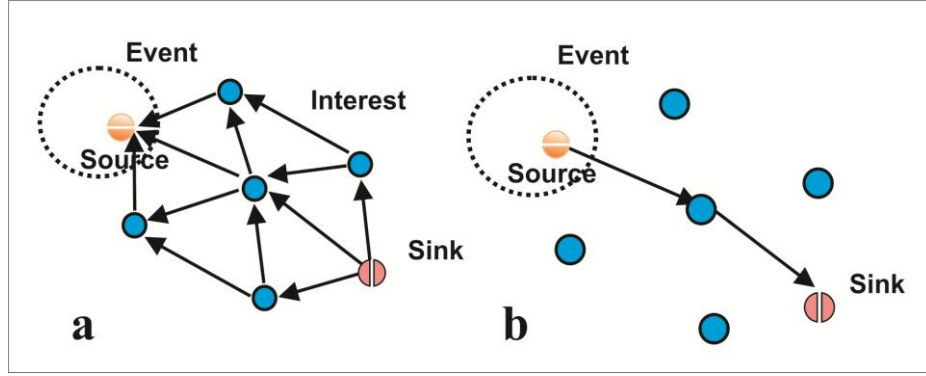 Event
Interest
Source
Sink
a
Event
Source
Sink
b